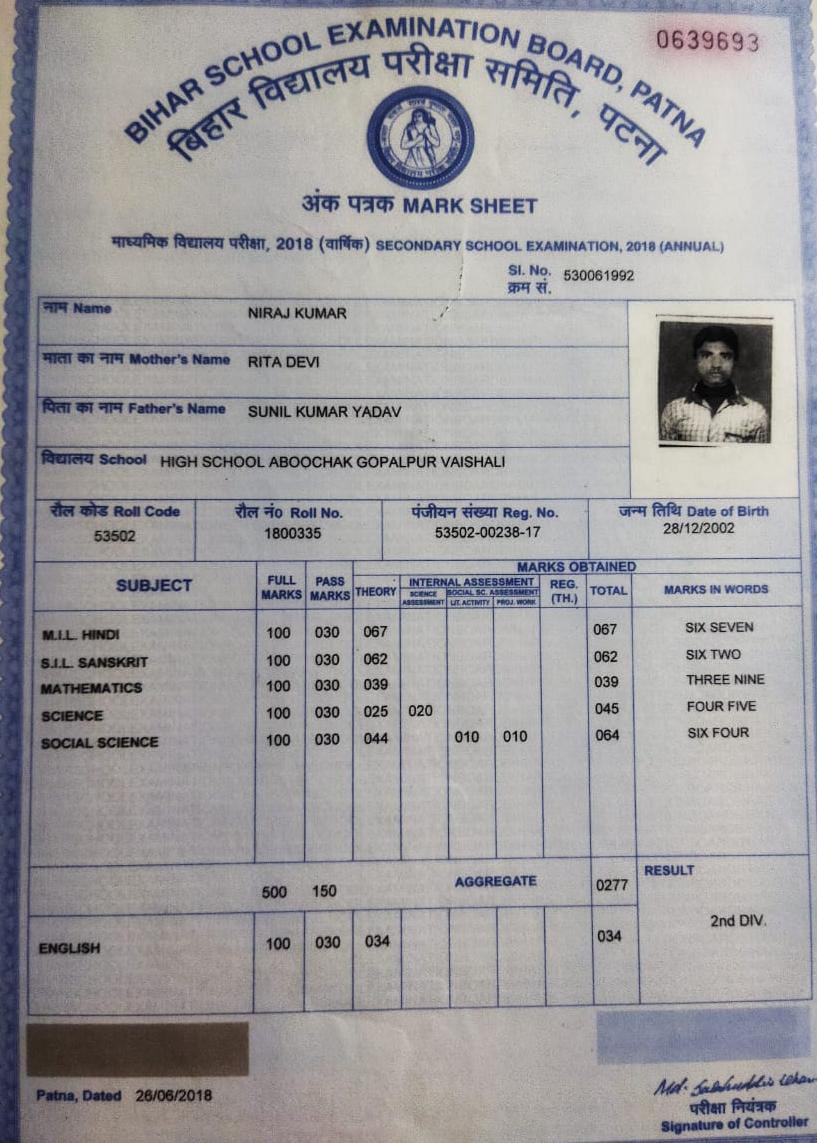 0639693
BIHAR SCHOOL EXAMINATION BOARD, PATNA
बिहार विद्यालय परीक्षा समिति, पटना
अंक पत्रक MARK SHEET
माध्यमिक विद्यालय परीक्षा, 2018 (वार्षिक) SECONDARY SCHOOL EXAMINATION, 2018 (ANNUAL)
Sl. No. 530061992
क्रम सं.
नाम Name NIRAJ KUMAR
माता का नाम Mother's Name RITA DEVI
पिता का नाम Father's Name SUNIL KUMAR YADAV
विद्यालय School HIGH SCHOOL ABOOCHAK GOPALPUR VAISHALI
रौल कोड Roll Code रौल नं० Roll No. पंजीयन संख्या Reg. No. जन्म तिथि Date of Birth
53502 1800335 53502-00238-17 28/12/2002
MARKS OBTAINED
SUBJECT FULL MARKS PASS MARKS THEORY INTERNAL ASSESSMENT REG. (TH.) TOTAL MARKS IN WORDS
SCIENCE ASSESSMENT SOCIAL SC. ASSESSMENT
LIT. ACTIVITY PROJ. WORK
M.I.L. HINDI 100 030 067 067 SIX SEVEN
S.I.L. SANSKRIT 100 030 062 062 SIX TWO
MATHEMATICS 100 030 039 039 THREE NINE
SCIENCE 100 030 025 020 045 FOUR FIVE
SOCIAL SCIENCE 100 030 044 010 010 064 SIX FOUR
500 150 AGGREGATE 0277 RESULT
2nd DIV.
ENGLISH 100 030 034 034
Patna, Dated 26/06/2018
परीक्षा नियंत्रक
Signature of Controller